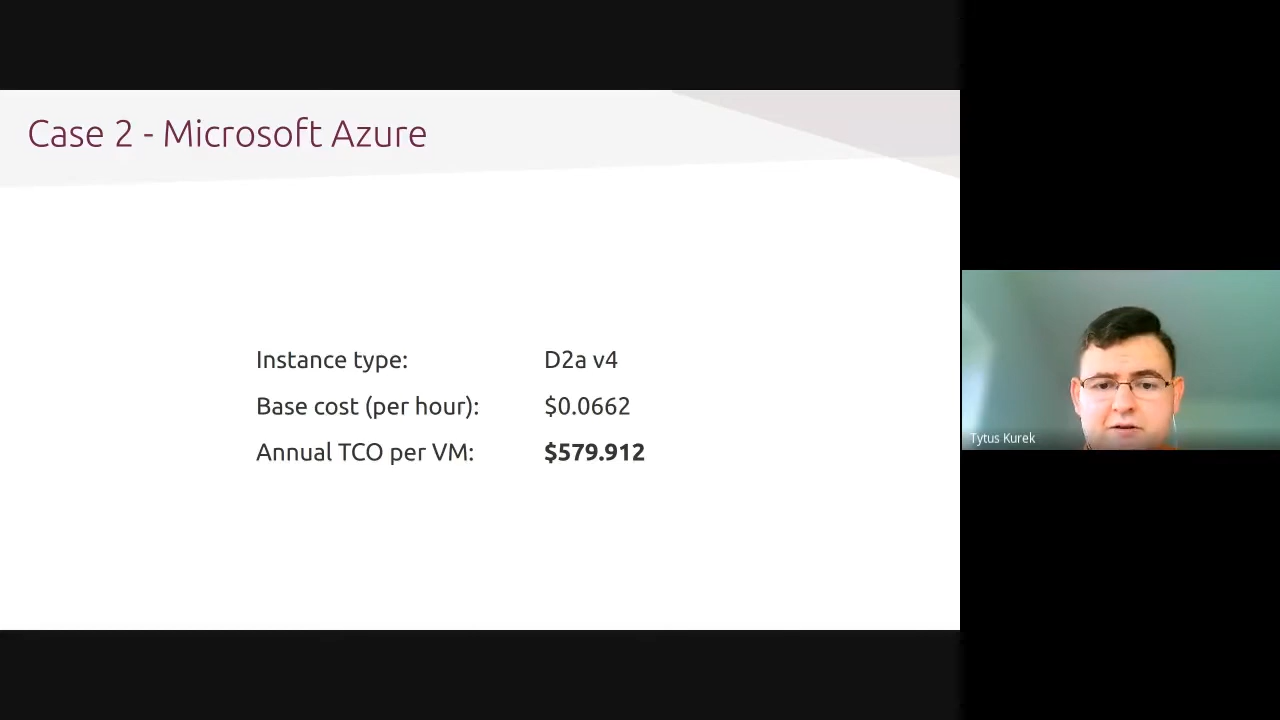 Case 2 - Microsoft Azure
Instance type: D2a v4
Base cost (per hour): $0.0662
Annual TCO per VM: $579.912
Tytus Kurek